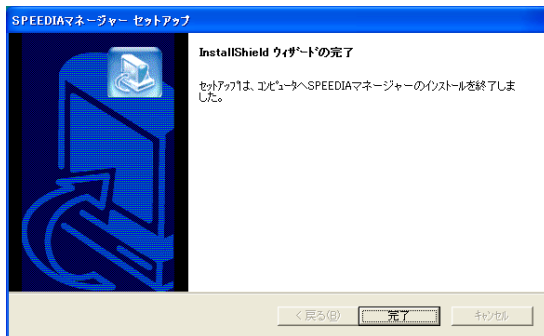 SPEEDIAマネージャー セットアップ
InstallShield ｳｨｻﾞｰﾄﾞの完了
ｾｯﾄｱｯﾌﾟは、ｺﾝﾋﾟｭｰﾀへSPEEDIAマネージャーのｲﾝｽﾄｰﾙを終了しま
した。
< 戻る(B)
完了
ｷｬﾝｾﾙ